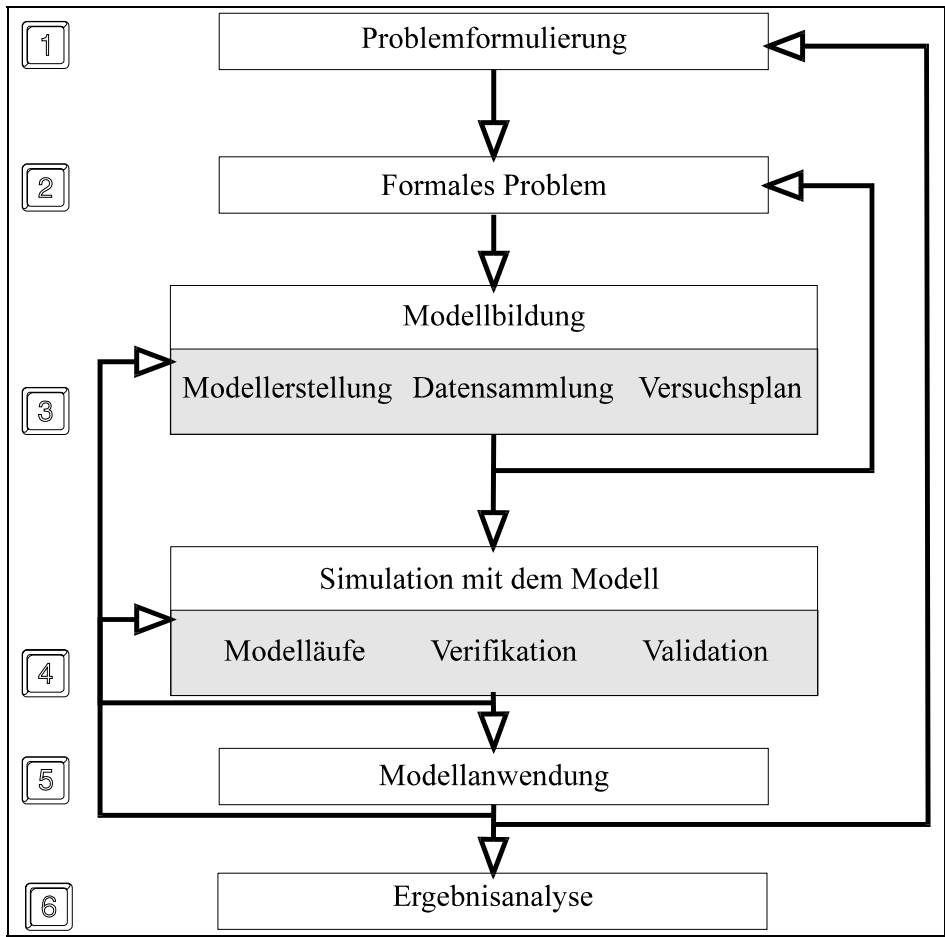 1
Problemformulierung
2
Formales Problem
Modellbildung
3
Modellerstellung Datensammlung Versuchsplan
Simulation mit dem Modell
4
Modelläufe Verifikation Validation
5
Modellanwendung
6
Ergebnisanalyse